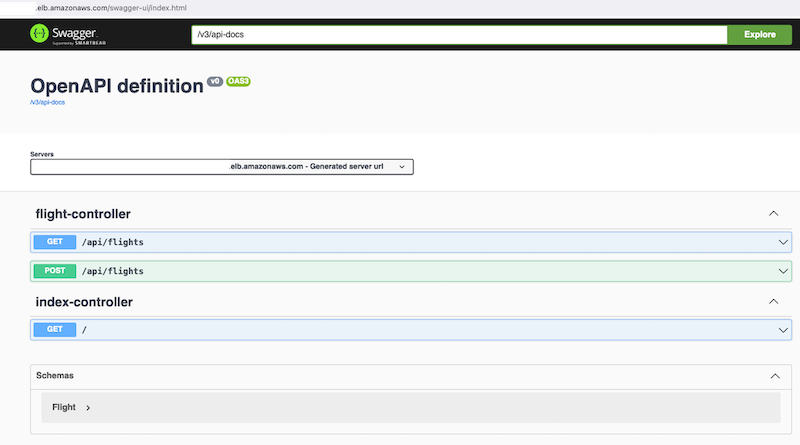 .elb.amazonaws.com/swagger-ui/index.html
Swagger.
Supported by SMARTBEAR
/v3/api-docs
Explore
OpenAPI definition v0 OAS3
/v3/api-docs
Servers
.elb.amazonaws.com - Generated server url
flight-controller
GET /api/flights
POST /api/flights
index-controller
GET /
Schemas
Flight